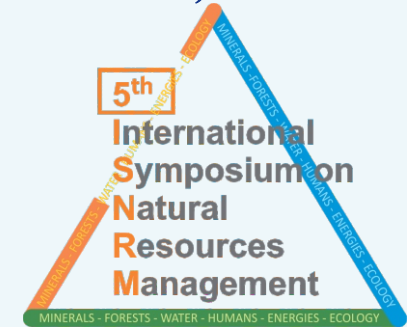 5th
International
Symposium on
Natural
Resources
Management
MINERALS - FORESTS - WATER - HUMANS - ENERGIES - ECOLOGY
MINERALS -FORESTS - WATER - HUMANS - ENERGIES - ECOLOGY
MINERALS - FORESTS - WATER - HUMANS - ENERGIES - ECOLOGY